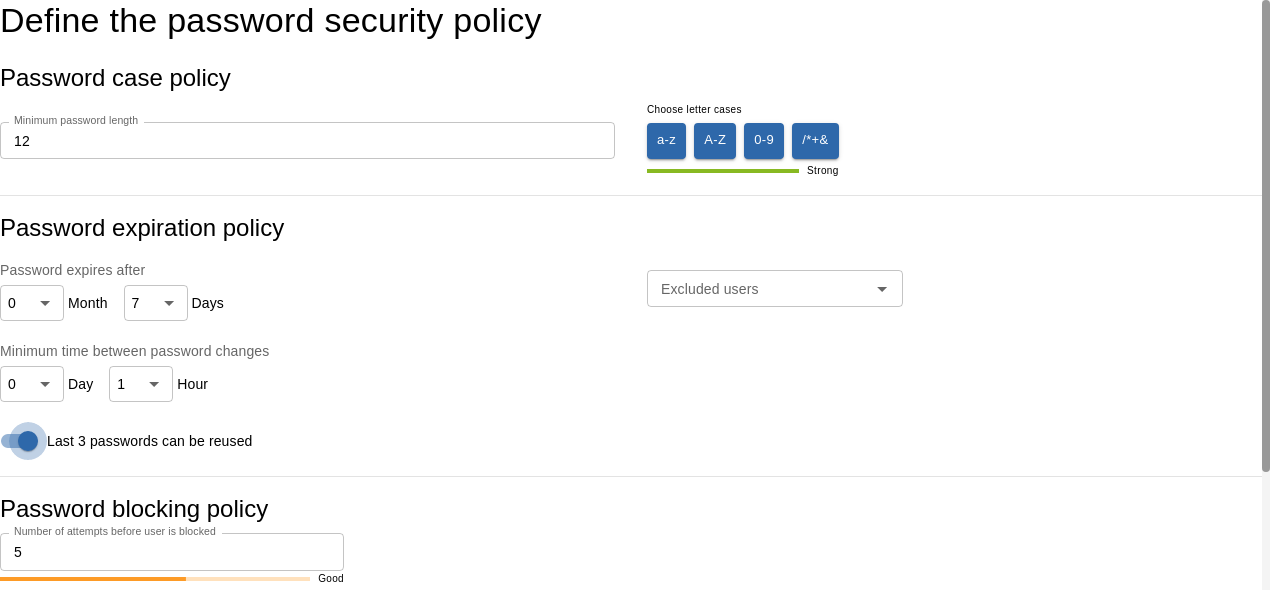 Define the password security policy
Password case policy
Minimum password length
12
Choose letter cases
a-z A-Z 0-9 /*+&
Strong
Password expiration policy
Password expires after
0 Month 7 Days
Excluded users
Minimum time between password changes
0 Day 1 Hour
Last 3 passwords can be reused
Password blocking policy
Number of attempts before user is blocked
5
Good